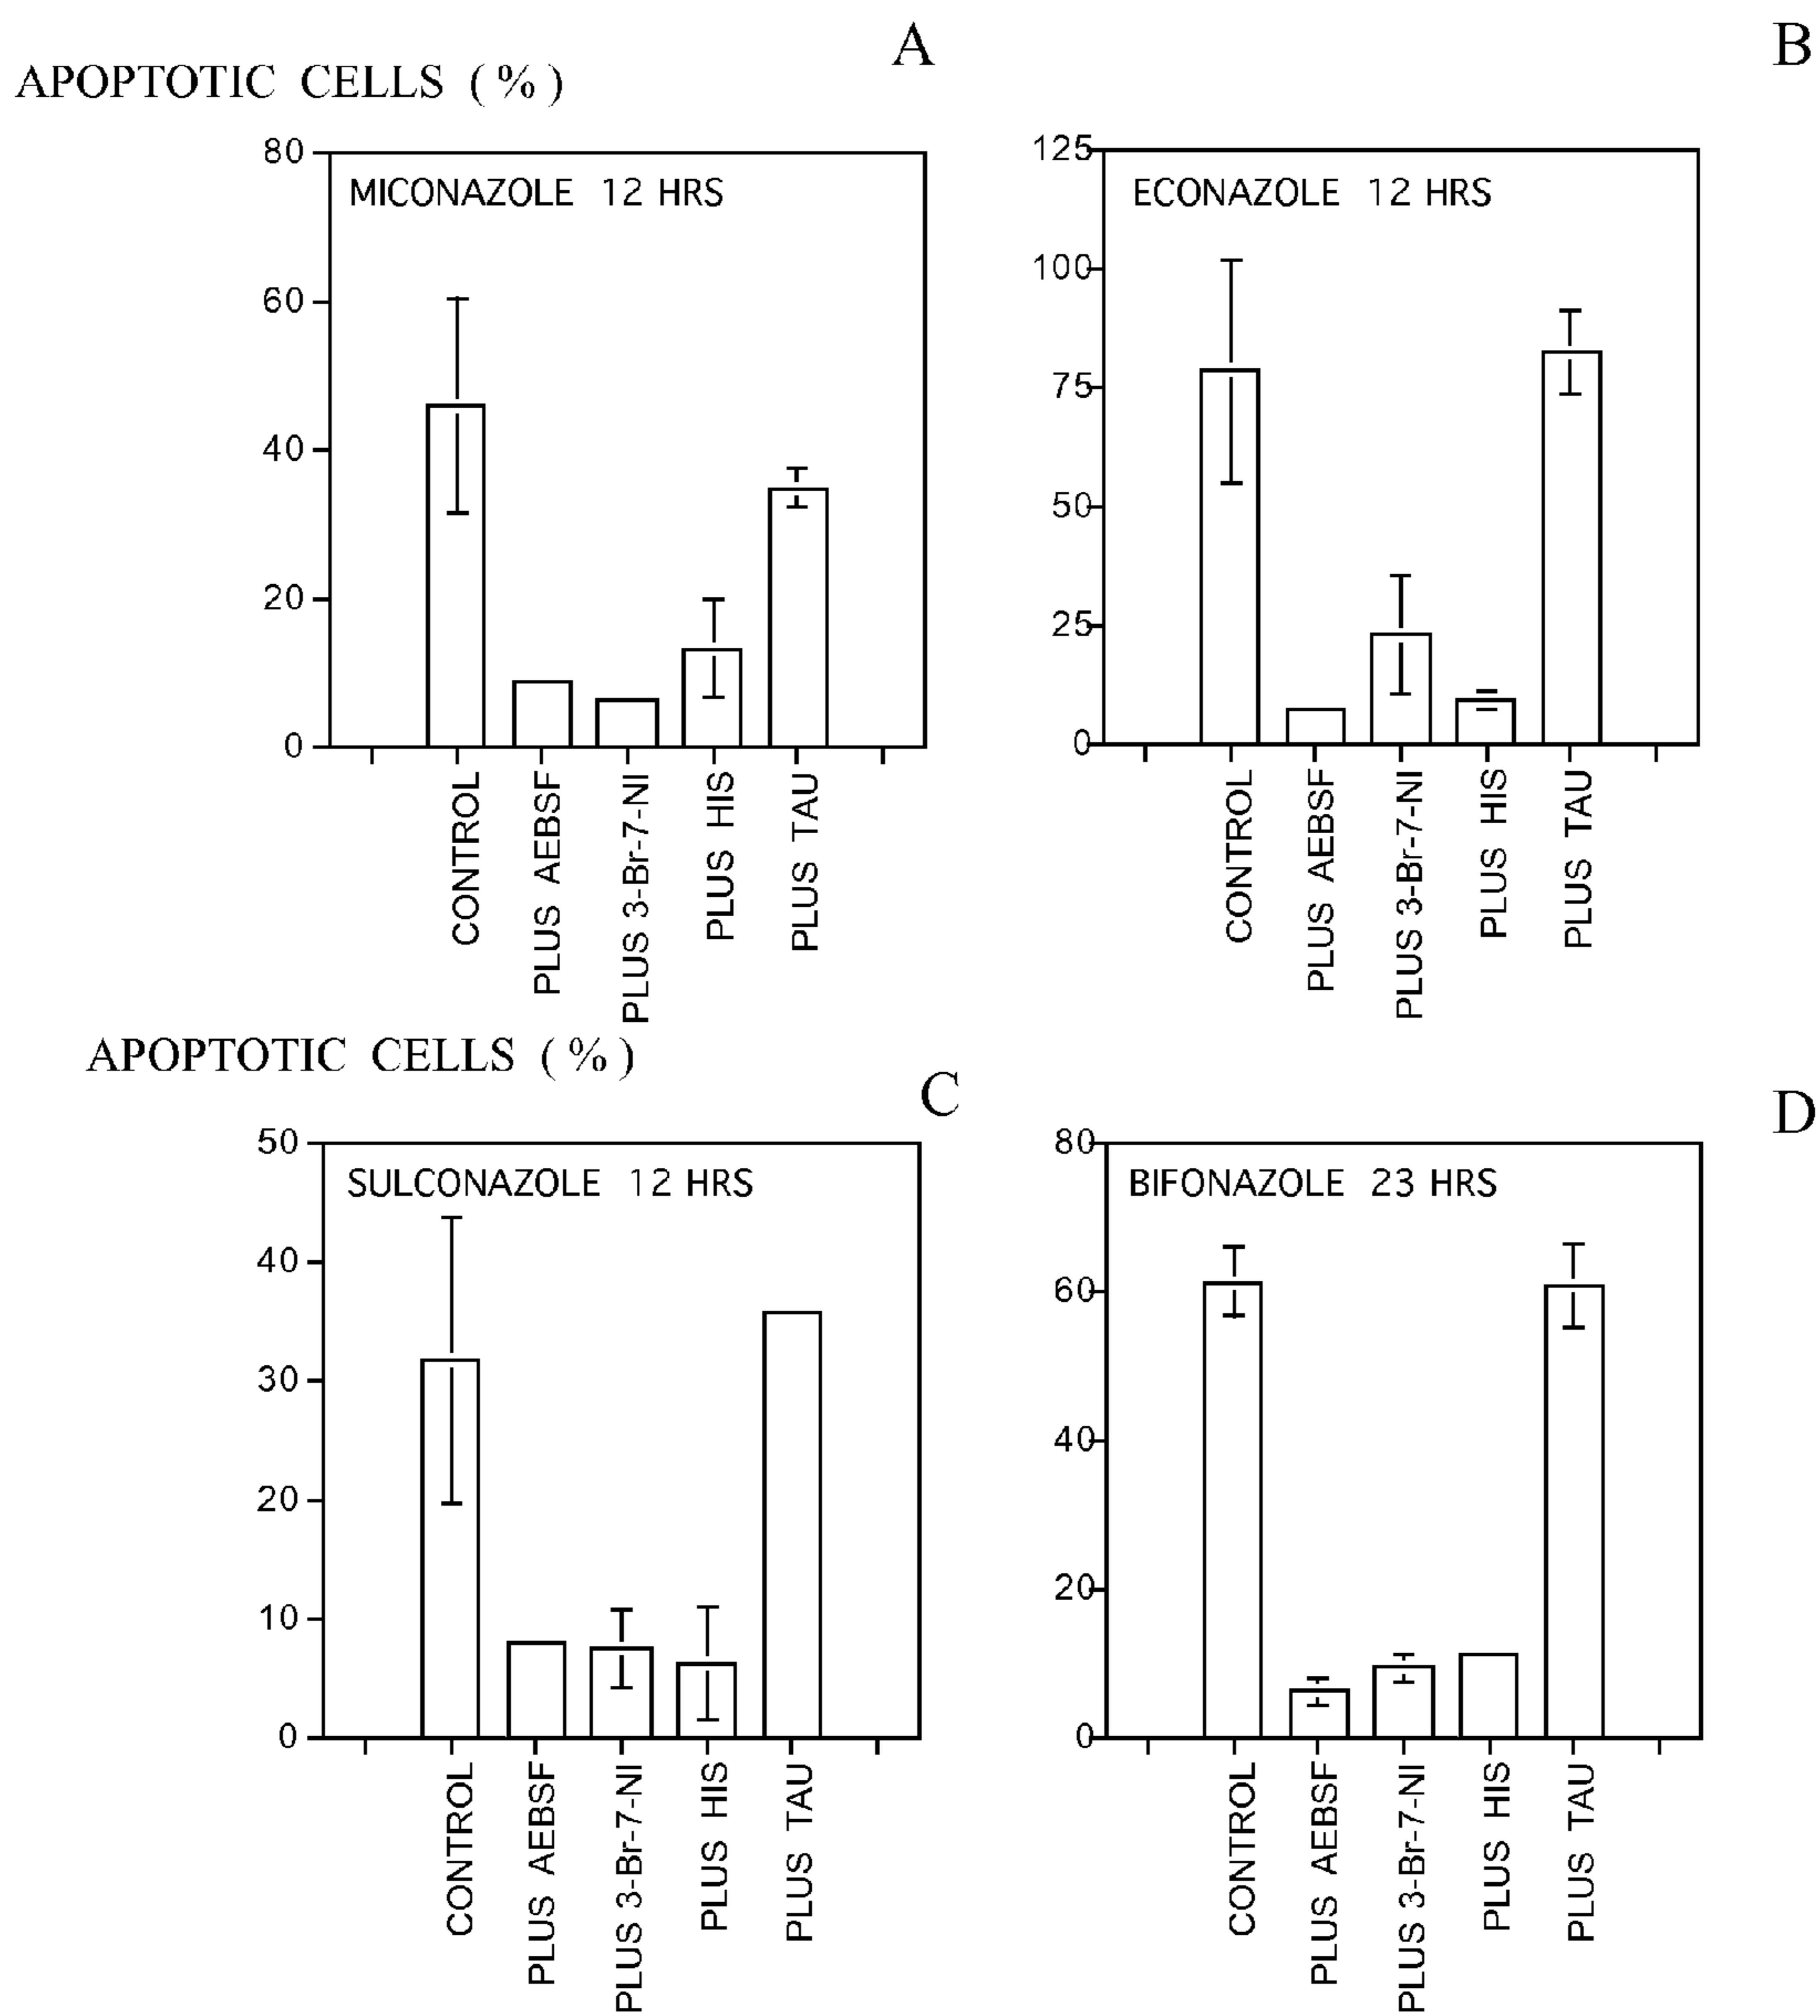 A
B
APOPTOTIC CELLS (%)
80
60
40
20
0
MICONAZOLE 12 HRS
CONTROL
PLUS AEBSF
PLUS 3-Br-7-NI
PLUS HIS
PLUS TAU
125
100
75
50
25
0
ECONAZOLE 12 HRS
CONTROL
PLUS AEBSF
PLUS 3-Br-7-NI
PLUS HIS
PLUS TAU
APOPTOTIC CELLS (%)
C
D
50
40
30
20
10
0
SULCONAZOLE 12 HRS
CONTROL
PLUS AEBSF
PLUS 3-Br-7-NI
PLUS HIS
PLUS TAU
80
60
40
20
0
BIFONAZOLE 23 HRS
CONTROL
PLUS AEBSF
PLUS 3-Br-7-NI
PLUS HIS
PLUS TAU